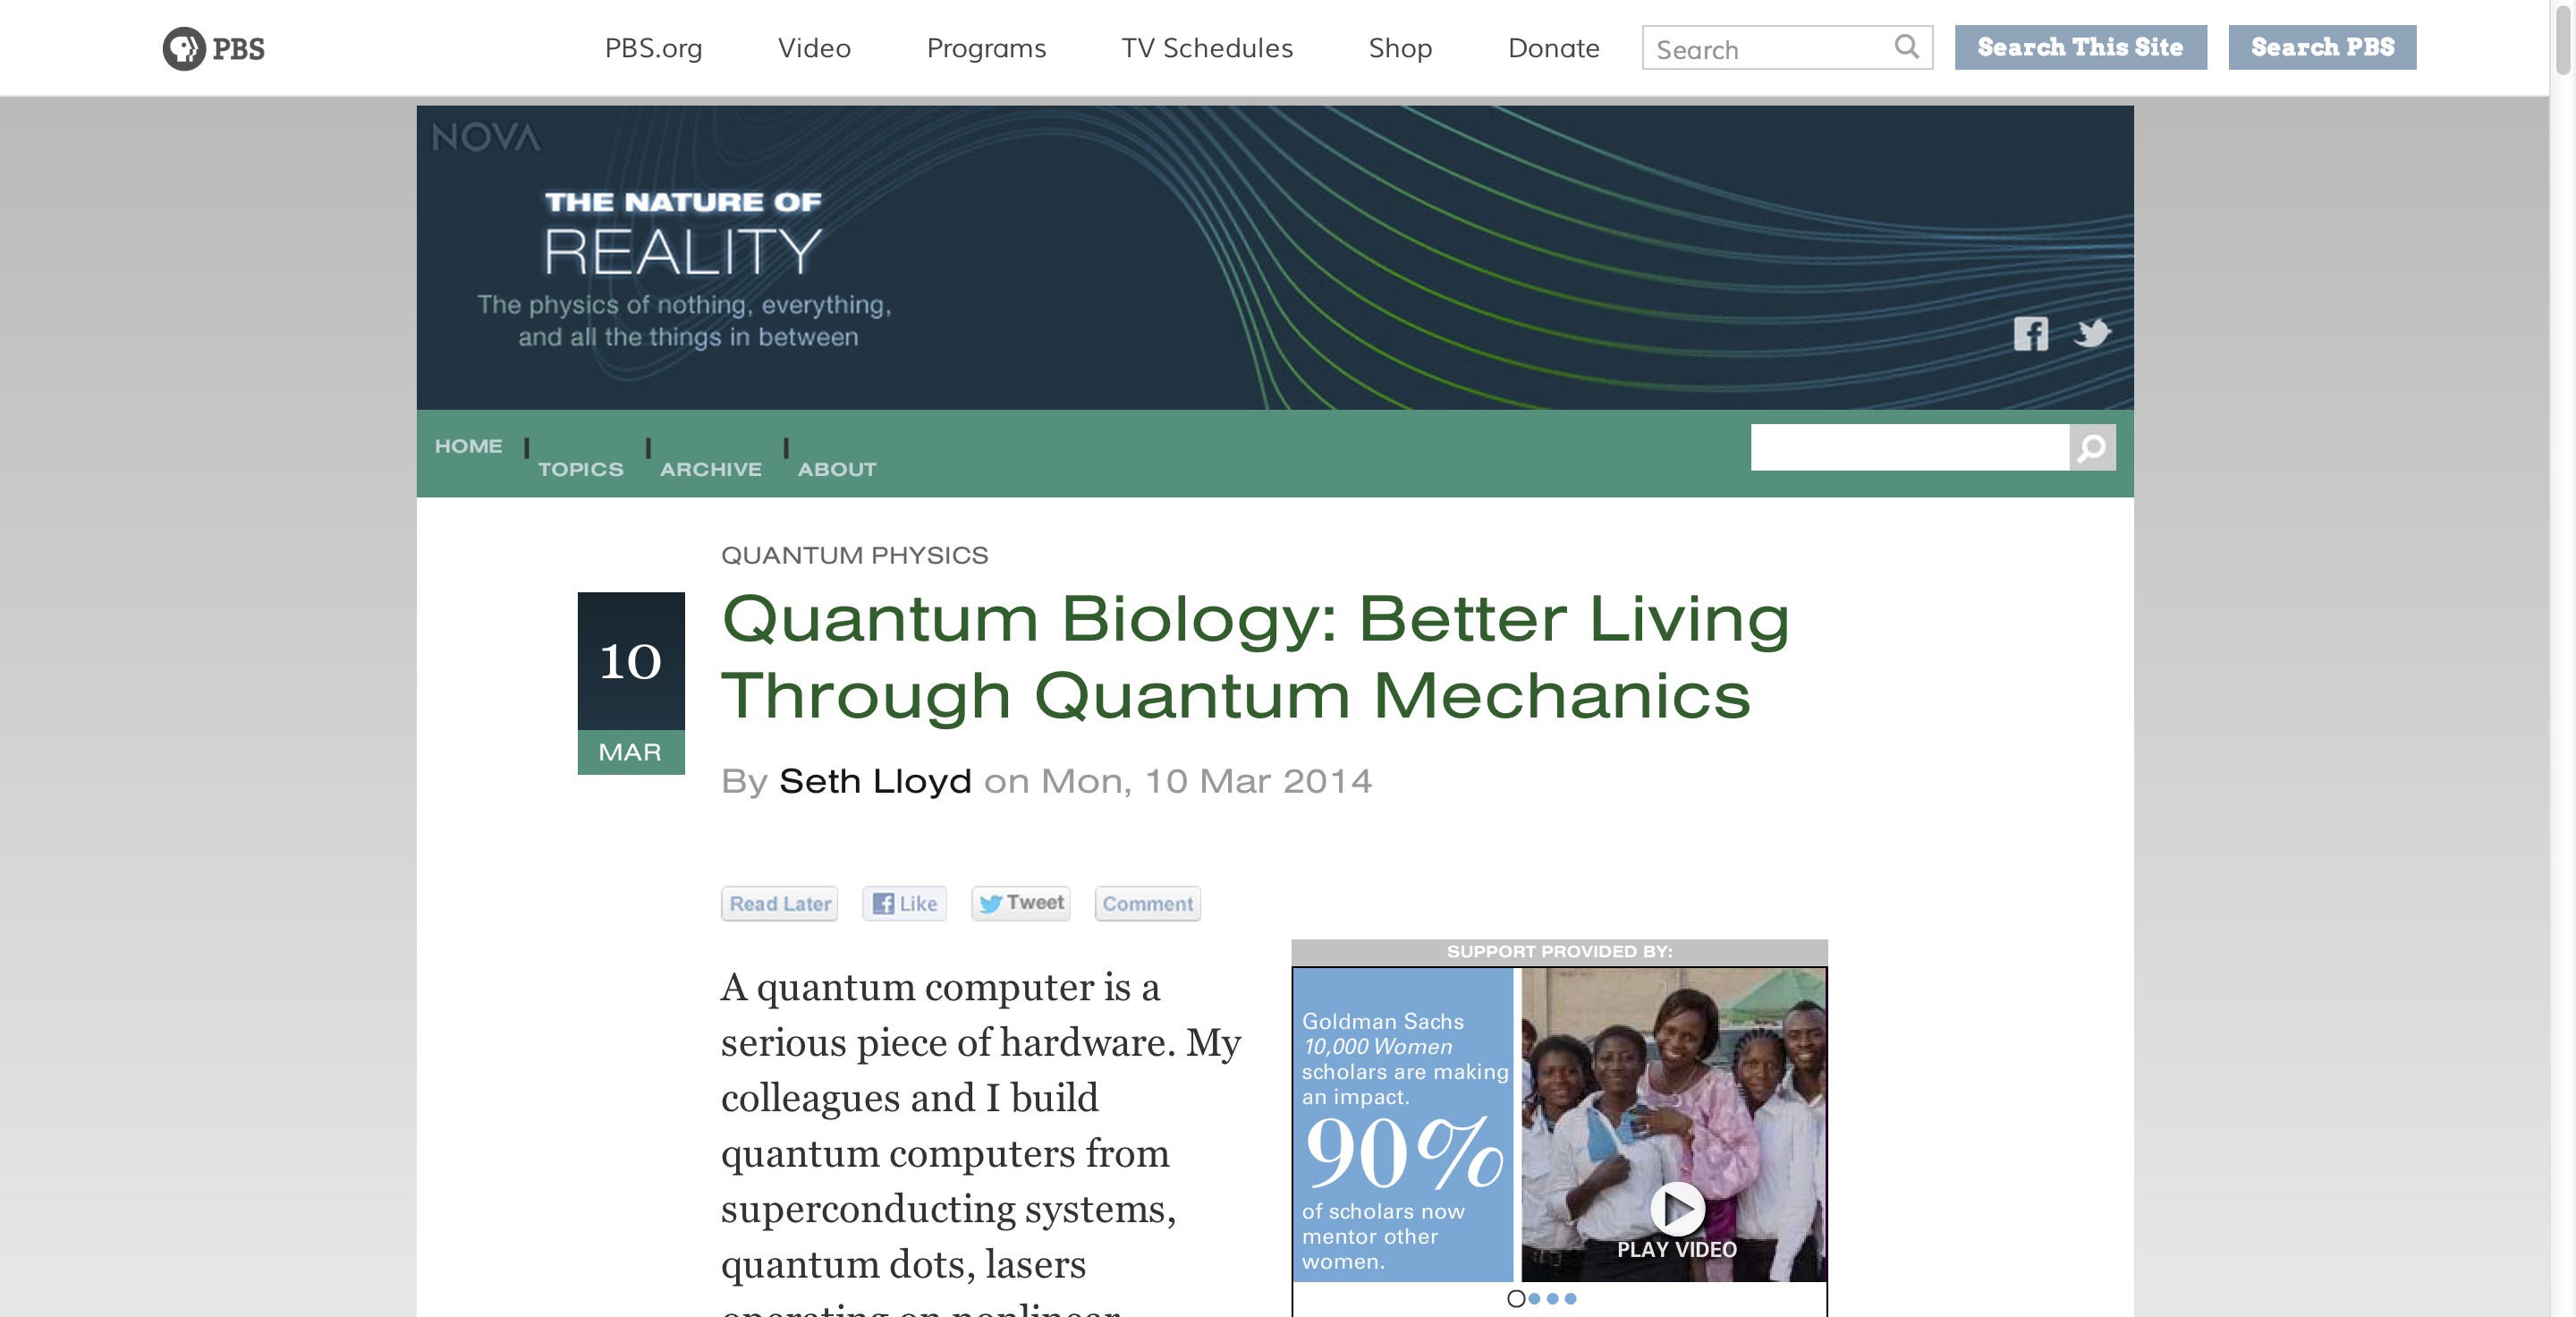 PBS
PBS.org
Video
Programs
TV Schedules
Shop
Donate
Search
Search This Site
Search PBS
NOVA
THE NATURE OF
REALITY
The physics of nothing, everything,
and all the things in between
HOME
TOPICS
ARCHIVE
ABOUT
QUANTUM PHYSICS
10
MAR
Quantum Biology: Better Living
Through Quantum Mechanics
By Seth Lloyd on Mon, 10 Mar 2014
Read Later
Like
Tweet
Comment
A quantum computer is a
serious piece of hardware. My
colleagues and I build
quantum computers from
superconducting systems,
quantum dots, lasers
operating on nonlinear
SUPPORT PROVIDED BY:
Goldman Sachs
10,000 Women
scholars are making
an impact.
90%
of scholars now
mentor other
women.
PLAY VIDEO